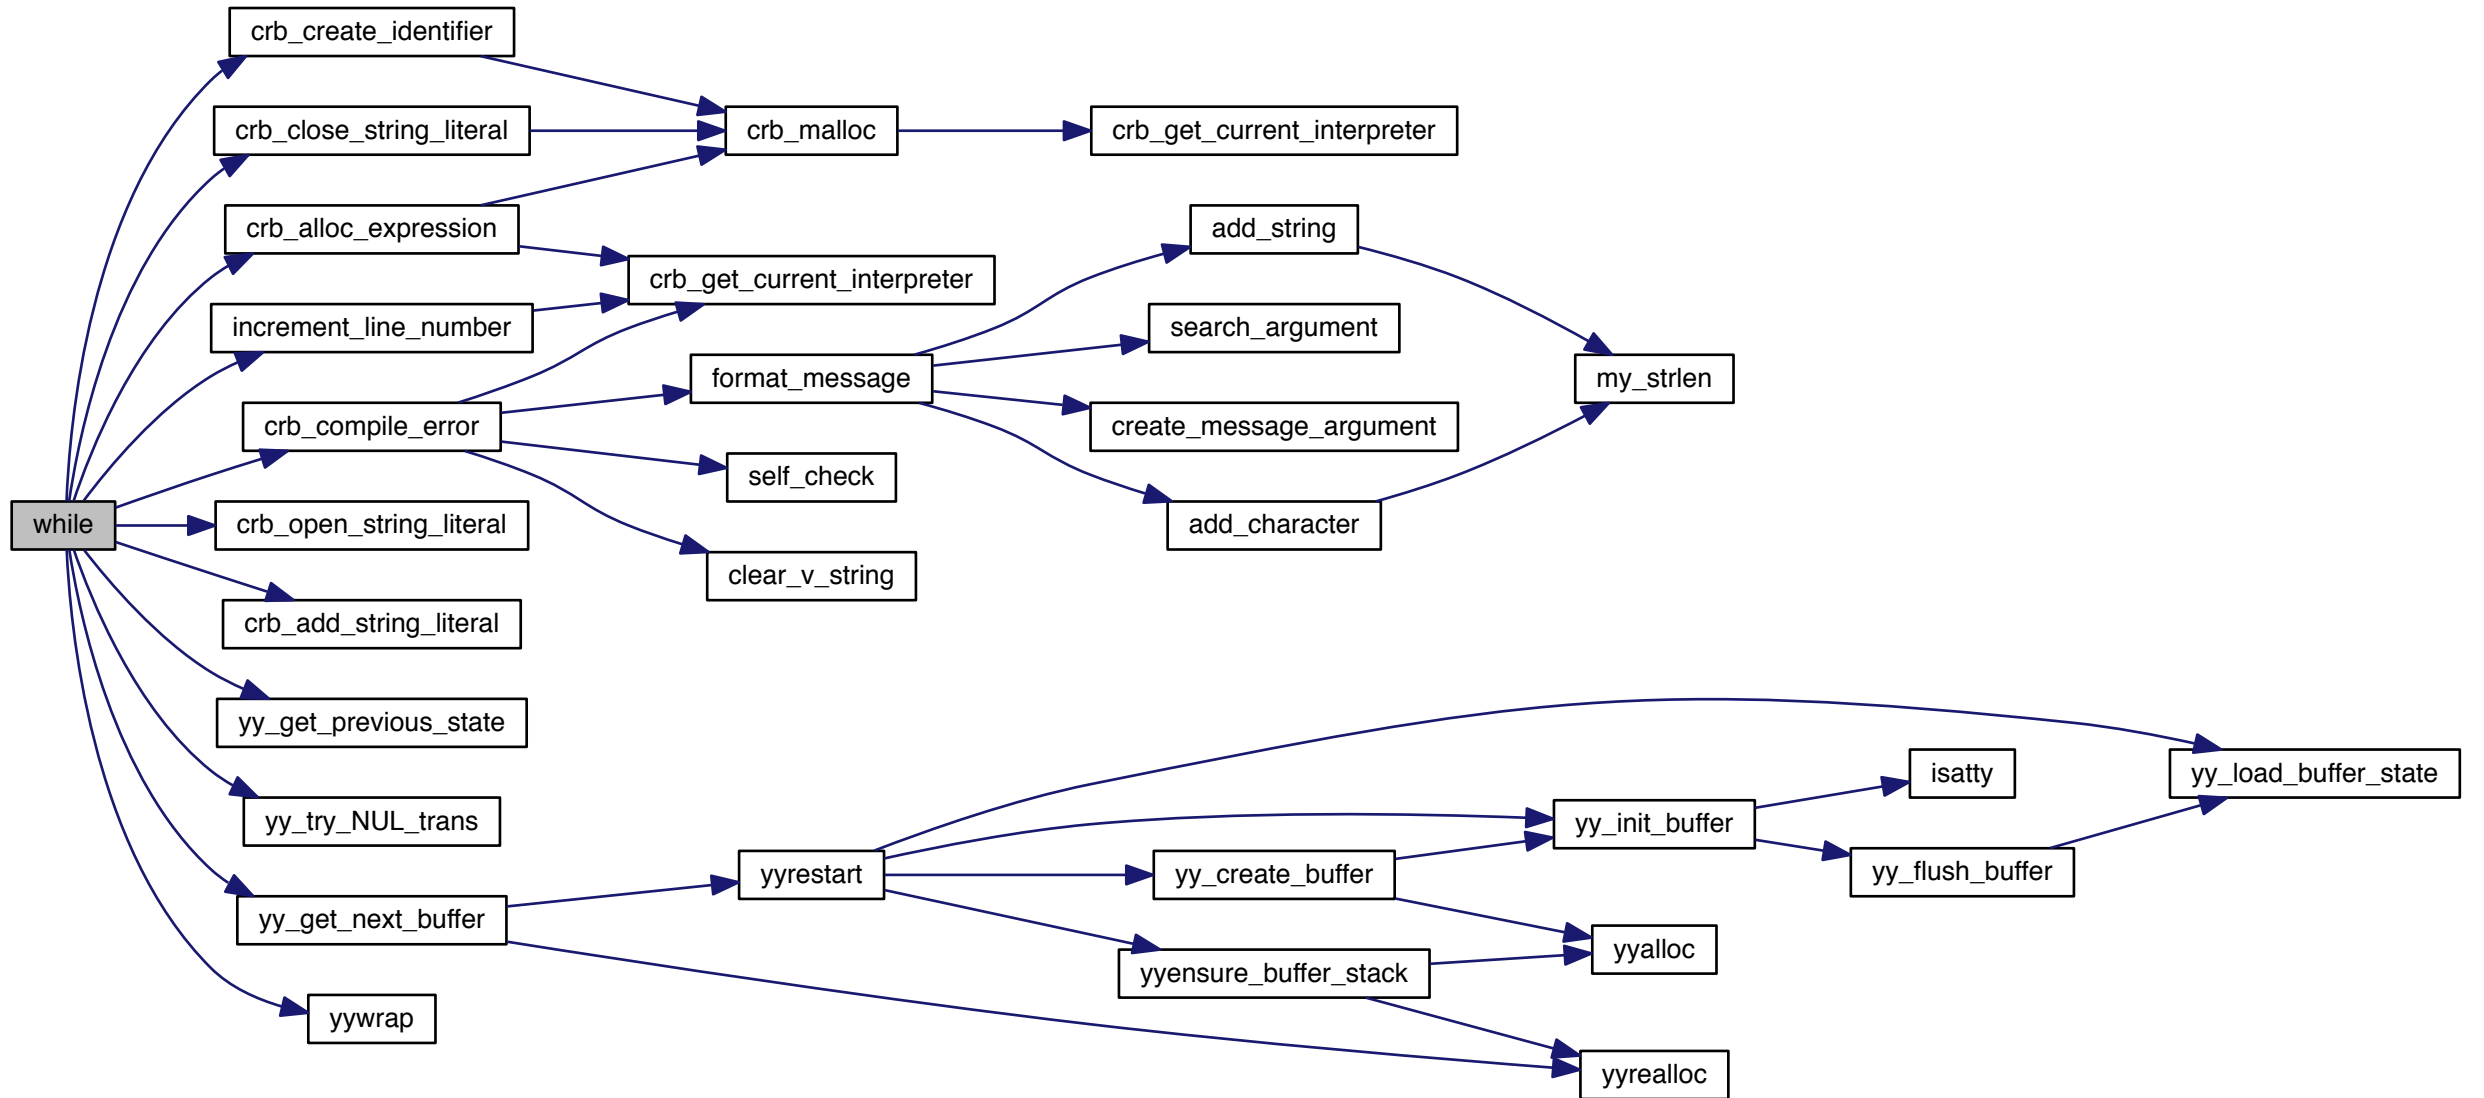 crb_create_identifier
crb_close_string_literal
crb_malloc
crb_get_current_interpreter
crb_alloc_expression
add_string
crb_get_current_interpreter
increment_line_number
search_argument
format_message
my_strlen
crb_compile_error
create_message_argument
self_check
while
crb_open_string_literal
add_character
clear_v_string
crb_add_string_literal
yy_get_previous_state
isatty
yy_load_buffer_state
yy_try_NUL_trans
yy_init_buffer
yyrestart
yy_create_buffer
yy_flush_buffer
yy_get_next_buffer
yyalloc
yyensure_buffer_stack
yywrap
yyrealloc